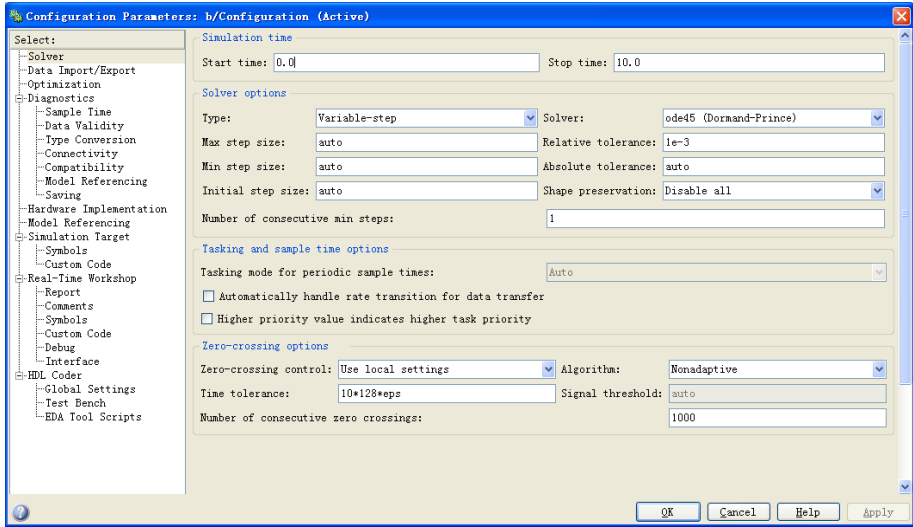 Configuration Parameters: b/Configuration (Active)
Select:
Solver
Data Import/Export
Optimization
Diagnostics
Sample Time
Data Validity
Type Conversion
Connectivity
Compatibility
Model Referencing
Saving
Hardware Implementation
Model Referencing
Simulation Target
Symbols
Custom Code
Real-Time Workshop
Report
Comments
Symbols
Custom Code
Debug
Interface
HDL Coder
Global Settings
Test Bench
EDA Tool Scripts
Simulation time
Start time: 0.0 Stop time: 10.0
Solver options
Type: Variable-step Solver: ode45 (Dormand-Prince)
Max step size: auto Relative tolerance: 1e-3
Min step size: auto Absolute tolerance: auto
Initial step size: auto Shape preservation: Disable all
Number of consecutive min steps: 1
Tasking and sample time options
Tasking mode for periodic sample times: Auto
Automatically handle rate transition for data transfer
Higher priority value indicates higher task priority
Zero-crossing options
Zero-crossing control: Use local settings Algorithm: Nonadaptive
Time tolerance: 10*128*eps Signal threshold: auto
Number of consecutive zero crossings: 1000
? OK Cancel Help Apply